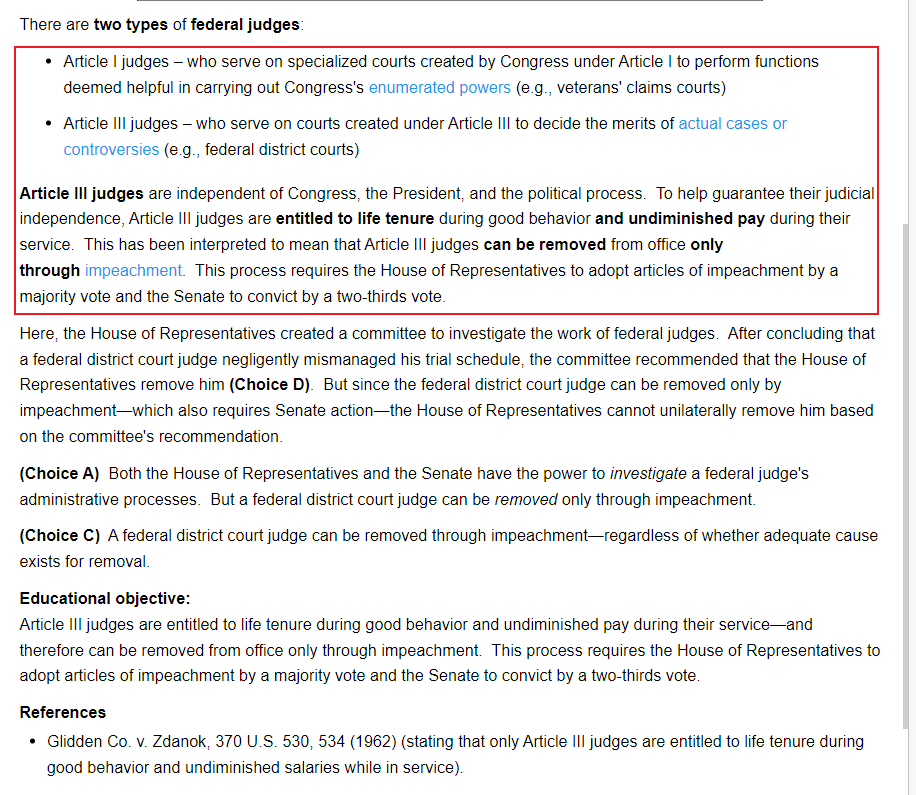 There are two types of federal judges:
• Article I judges – who serve on specialized courts created by Congress under Article I to perform functions
deemed helpful in carrying out Congress's enumerated powers (e.g., veterans' claims courts)
• Article III judges – who serve on courts created under Article III to decide the merits of actual cases or
controversies (e.g., federal district courts)
Article III judges are independent of Congress, the President, and the political process.  To help guarantee their judicial
independence, Article III judges are entitled to life tenure during good behavior and undiminished pay during their
service.  This has been interpreted to mean that Article III judges can be removed from office only
through impeachment.  This process requires the House of Representatives to adopt articles of impeachment by a
majority vote and the Senate to convict by a two-thirds vote.
Here, the House of Representatives created a committee to investigate the work of federal judges.  After concluding that
a federal district court judge negligently mismanaged his trial schedule, the committee recommended that the House of
Representatives remove him (Choice D).  But since the federal district court judge can be removed only by
impeachment—which also requires Senate action—the House of Representatives cannot unilaterally remove him based
on the committee's recommendation.
(Choice A)  Both the House of Representatives and the Senate have the power to investigate a federal judge's
administrative processes.  But a federal district court judge can be removed only through impeachment.
(Choice C)  A federal district court judge can be removed through impeachment—regardless of whether adequate cause
exists for removal.
Educational objective:
Article III judges are entitled to life tenure during good behavior and undiminished pay during their service—and
therefore can be removed from office only through impeachment.  This process requires the House of Representatives to
adopt articles of impeachment by a majority vote and the Senate to convict by a two-thirds vote.
References
• Glidden Co. v. Zdanok, 370 U.S. 530, 534 (1962) (stating that only Article III judges are entitled to life tenure during
good behavior and undiminished salaries while in service).